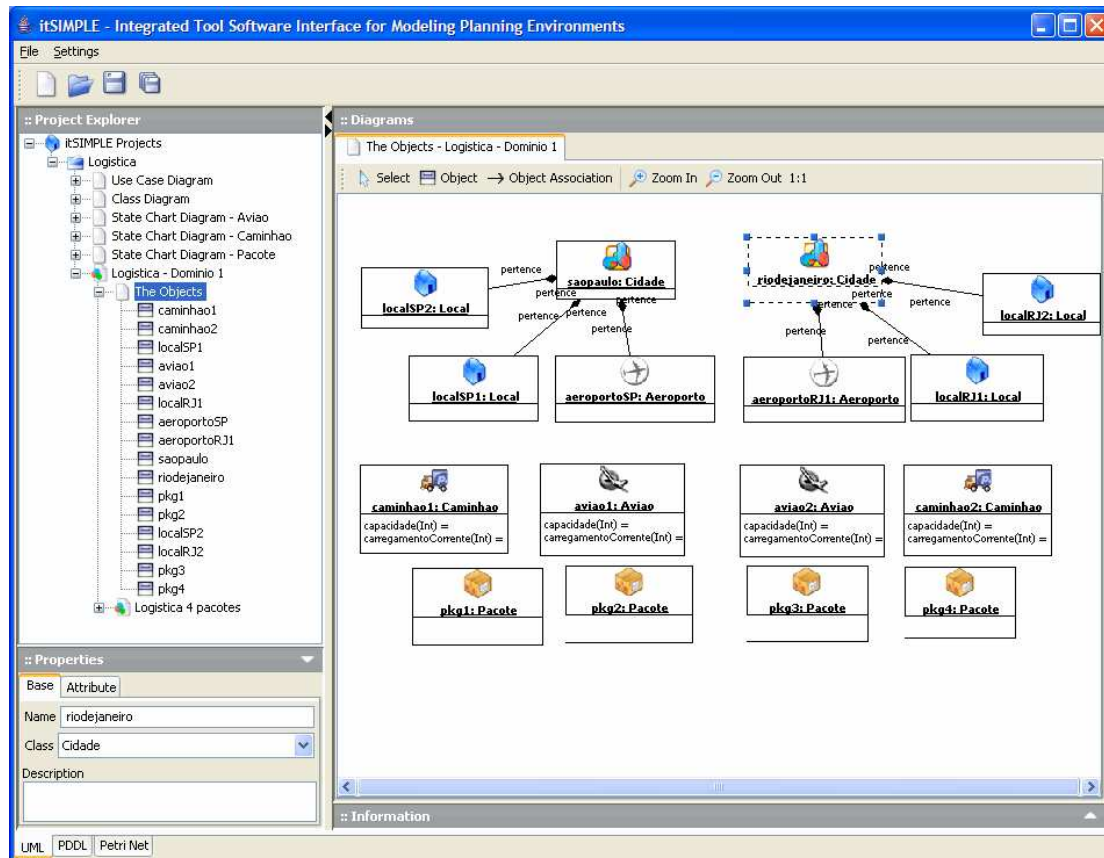 itSIMPLE - Integrated Tool Software Interface for Modeling Planning Environments
File Settings
:: Project Explorer
itSIMPLE Projects
Logistica
Use Case Diagram
Class Diagram
State Chart Diagram - Aviao
State Chart Diagram - Caminhao
State Chart Diagram - Pacote
Logistica - Dominio 1
The Objects
caminhao1
caminhao2
localSP1
aviao1
aviao2
localRJ1
aeroportoSP
aeroportoRJ1
saopaulo
riodejaneiro
pkg1
pkg2
localSP2
localRJ2
pkg3
pkg4
Logistica 4 pacotes
:: Properties
Base Attribute
Name riodejaneiro
Class Cidade
Description
:: Diagrams
The Objects - Logistica - Dominio 1
Select Object Object Association Zoom In Zoom Out 1:1
pertence
saopaulo: Cidade
pertence
riodejaneiro: Cidade
pertence
localSP2: Local
pertence
pertence
pertence
pertence
localRJ2: Local
pertence
pertence
pertence
pertence
localSP1: Local
aeroportoSP: Aeroporto
aeroportoRJ1: Aeroporto
localRJ1: Local
caminhao1: Caminhao
capacidade(Int) =
carregamentoCorrente(Int) =
aviao1: Aviao
capacidade(Int) =
carregamentoCorrente(Int) =
aviao2: Aviao
capacidade(Int) =
carregamentoCorrente(Int) =
caminhao2: Caminhao
capacidade(Int) =
carregamentoCorrente(Int) =
pkg1: Pacote
pkg2: Pacote
pkg3: Pacote
pkg4: Pacote
:: Information
UML PDDL Petri Net